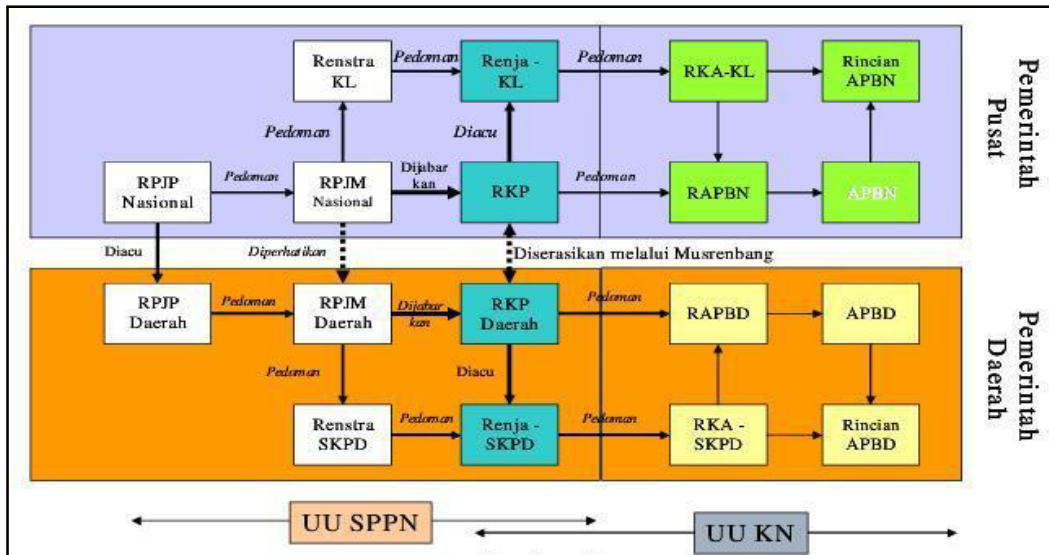 Pedoman
Pedoman
Renstra
KL
Renja -
KL
RKA-KL
Rincian
APBN
Pedoman
Diacu
Pemerintah
Pusat
RPJP
Nasional
Pedoman
RPJM
Nasional
Dijabar
kan
RKP
Pedoman
RAPBN
APBN
Diacu
Diperhatikan
Diserasikan melalui Musrenbang
RPJP
Daerah
Pedoman
RPJM
Daerah
Dijabar
kan
RKP
Daerah
Pedoman
RAPBD
APBD
Pemerintah
Daerah
Pedoman
Diacu
Renstra
SKPD
Pedoman
Renja -
SKPD
Pedoman
RKA -
SKPD
Rincian
APBD
UU SPPN
UU KN